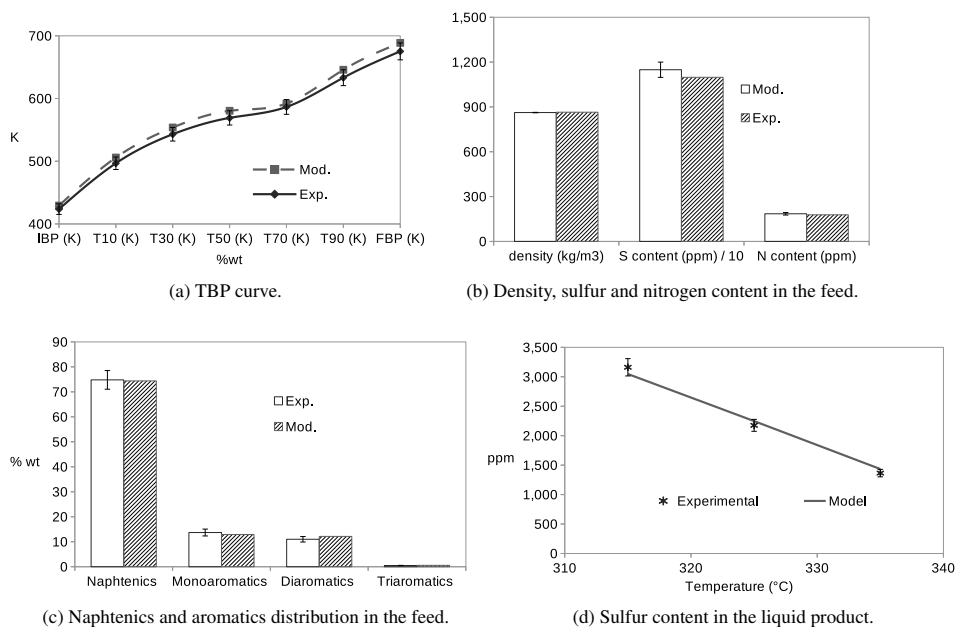 700
600
K
500
400
Mod.
Exp.
IBP (K) T10 (K) T30 (K) T50 (K) T70 (K) T90 (K) FBP (K)
%wt
(a) TBP curve.
1,500
1,200
900
600
300
0
Mod.
Exp.
density (kg/m3) S content (ppm) / 10 N content (ppm)
(b) Density, sulfur and nitrogen content in the feed.
90
80
70
60
50
% wt
40
30
20
10
0
Exp.
Mod.
Naphtenics Monoaromatics Diaromatics Triaromatics
(c) Naphtenics and aromatics distribution in the feed.
3,500
3,000
2,500
2,000
ppm
1,500
1,000
500
0
Experimental Model
310 320 330 340
Temperature (°C)
(d) Sulfur content in the liquid product.